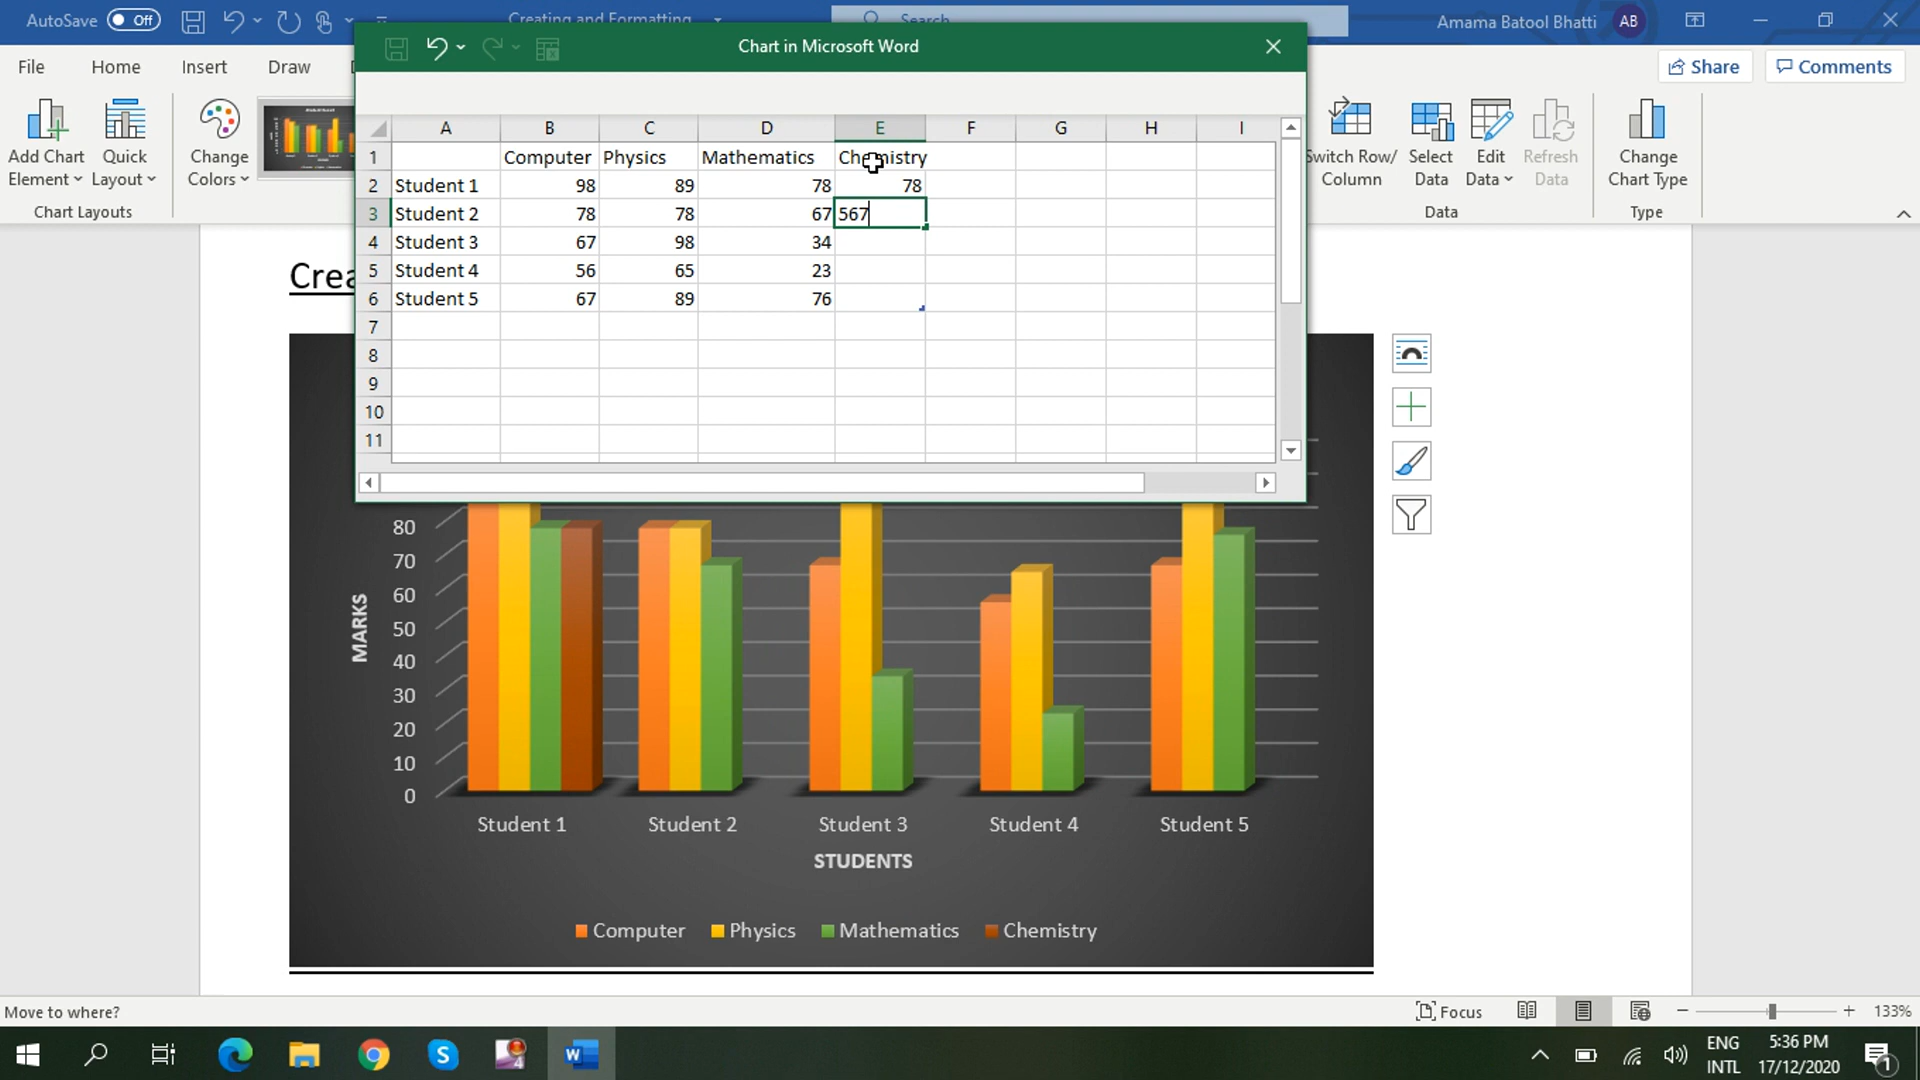 AutoSave Off
Creating and Formatting
Search
Amama Batool Bhatti AB
Chart in Microsoft Word
File Home Insert Draw
Share Comments
Add Chart Element
Quick Layout
Change Colors
Chart Layouts
Switch Row/ Column
Select Data
Edit Data
Refresh Data
Data
Change Chart Type
Type
A B C D E F G H I
1 Computer Physics Mathematics Chemistry
2 Student 1 98 89 78 78
3 Student 2 78 78 67 567
4 Student 3 67 98 34
5 Student 4 56 65 23
6 Student 5 67 89 76
7
8
9
10
11
Crea
80
70
60
50
40
30
20
10
0
MARKS
Student 1 Student 2 Student 3 Student 4 Student 5
STUDENTS
Computer Physics Mathematics Chemistry
Move to where?
Focus
133%
4
ENG
INTL
5:36 PM
17/12/2020
1